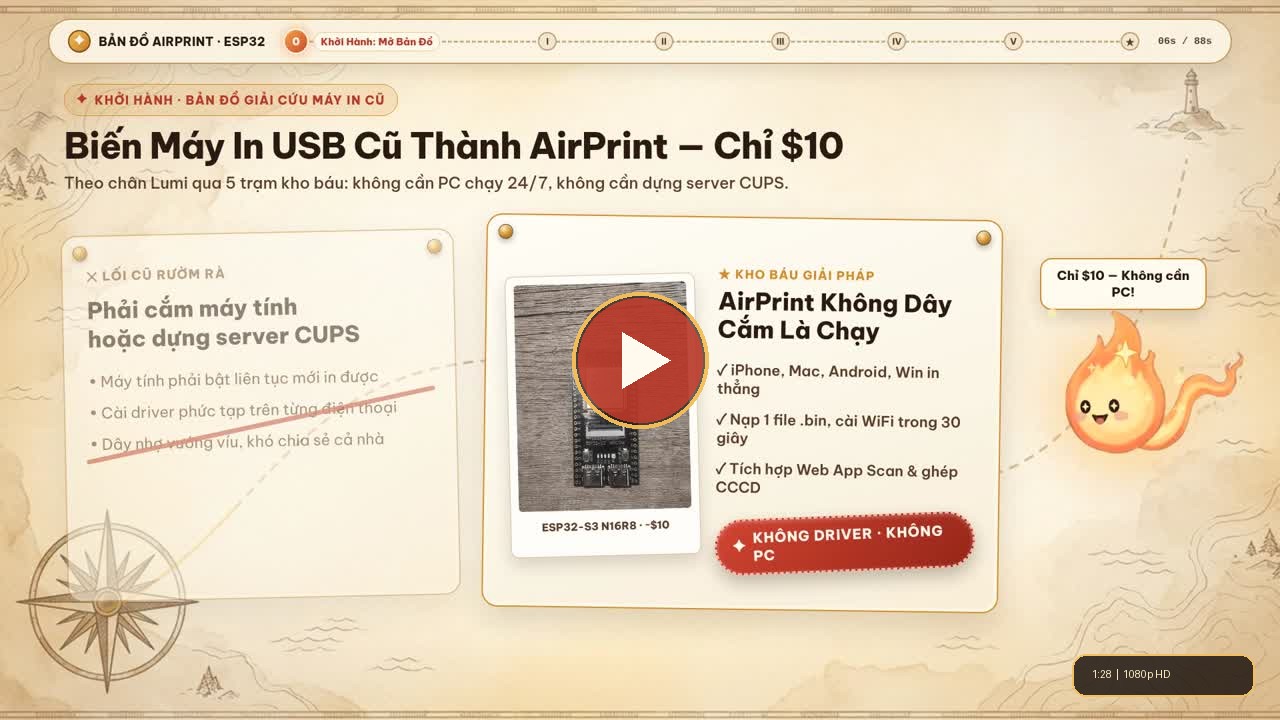 BẢN ĐỒ AIRPRINT · ESP32
0
Khởi Hành: Mở Bản Đồ
I
II
III
IV
V
06s / 88s
KHỞI HÀNH · BẢN ĐỒ GIẢI CỨU MÁY IN CŨ
Biến Máy In USB Cũ Thành AirPrint — Chỉ $10
Theo chân Lumi qua 5 trạm kho báu: không cần PC chạy 24/7, không cần dựng server CUPS.
LỐI CŨ RƯỜM RÀ
Phải cắm máy tính
hoặc dựng server CUPS
• Máy tính phải bật liên tục mới in được
• Cài driver phức tạp trên từng điện thoại
• Dây nhợ vướng víu, khó chia sẻ cả nhà
ESP32-S3 N16R8 · ~$10
KHO BÁU GIẢI PHÁP
AirPrint Không Dây
Cắm Là Chạy
✓ iPhone, Mac, Android, Win in
thẳng
✓ Nạp 1 file .bin, cài WiFi trong 30
giây
✓ Tích hợp Web App Scan & ghép
CCCD
KHÔNG DRIVER · KHÔNG
PC
Chỉ $10 — Không cần
PC!
1:28 | 1080p HD